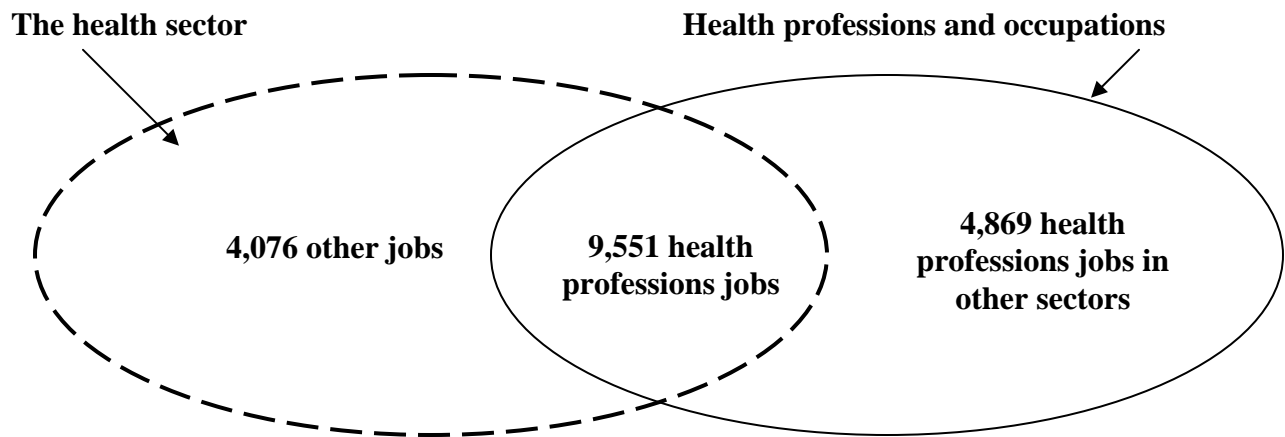 The health sector
Health professions and occupations
4,076 other jobs
9,551 health
professions jobs
4,869 health
professions jobs in
other sectors